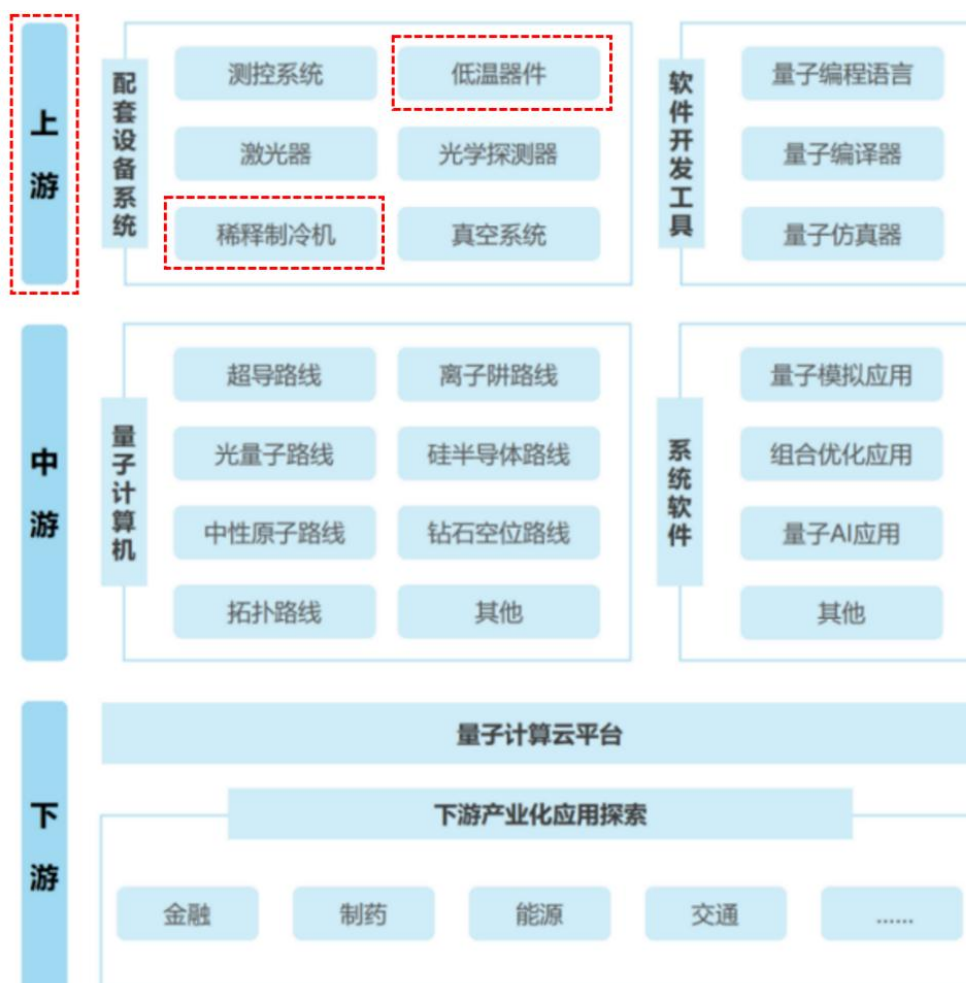 上游
配套设备系统
测控系统
低温器件
激光器
光学探测器
稀释制冷机
真空系统
软件开发工具
量子编程语言
量子编译器
量子仿真器
中游
量子计算机
超导路线
离子阱路线
光量子路线
硅半导体路线
中性原子路线
钻石空位路线
拓扑路线
其他
系统软件
量子模拟应用
组合优化应用
量子AI应用
其他
下游
量子计算云平台
下游产业化应用探索
金融
制药
能源
交通
......